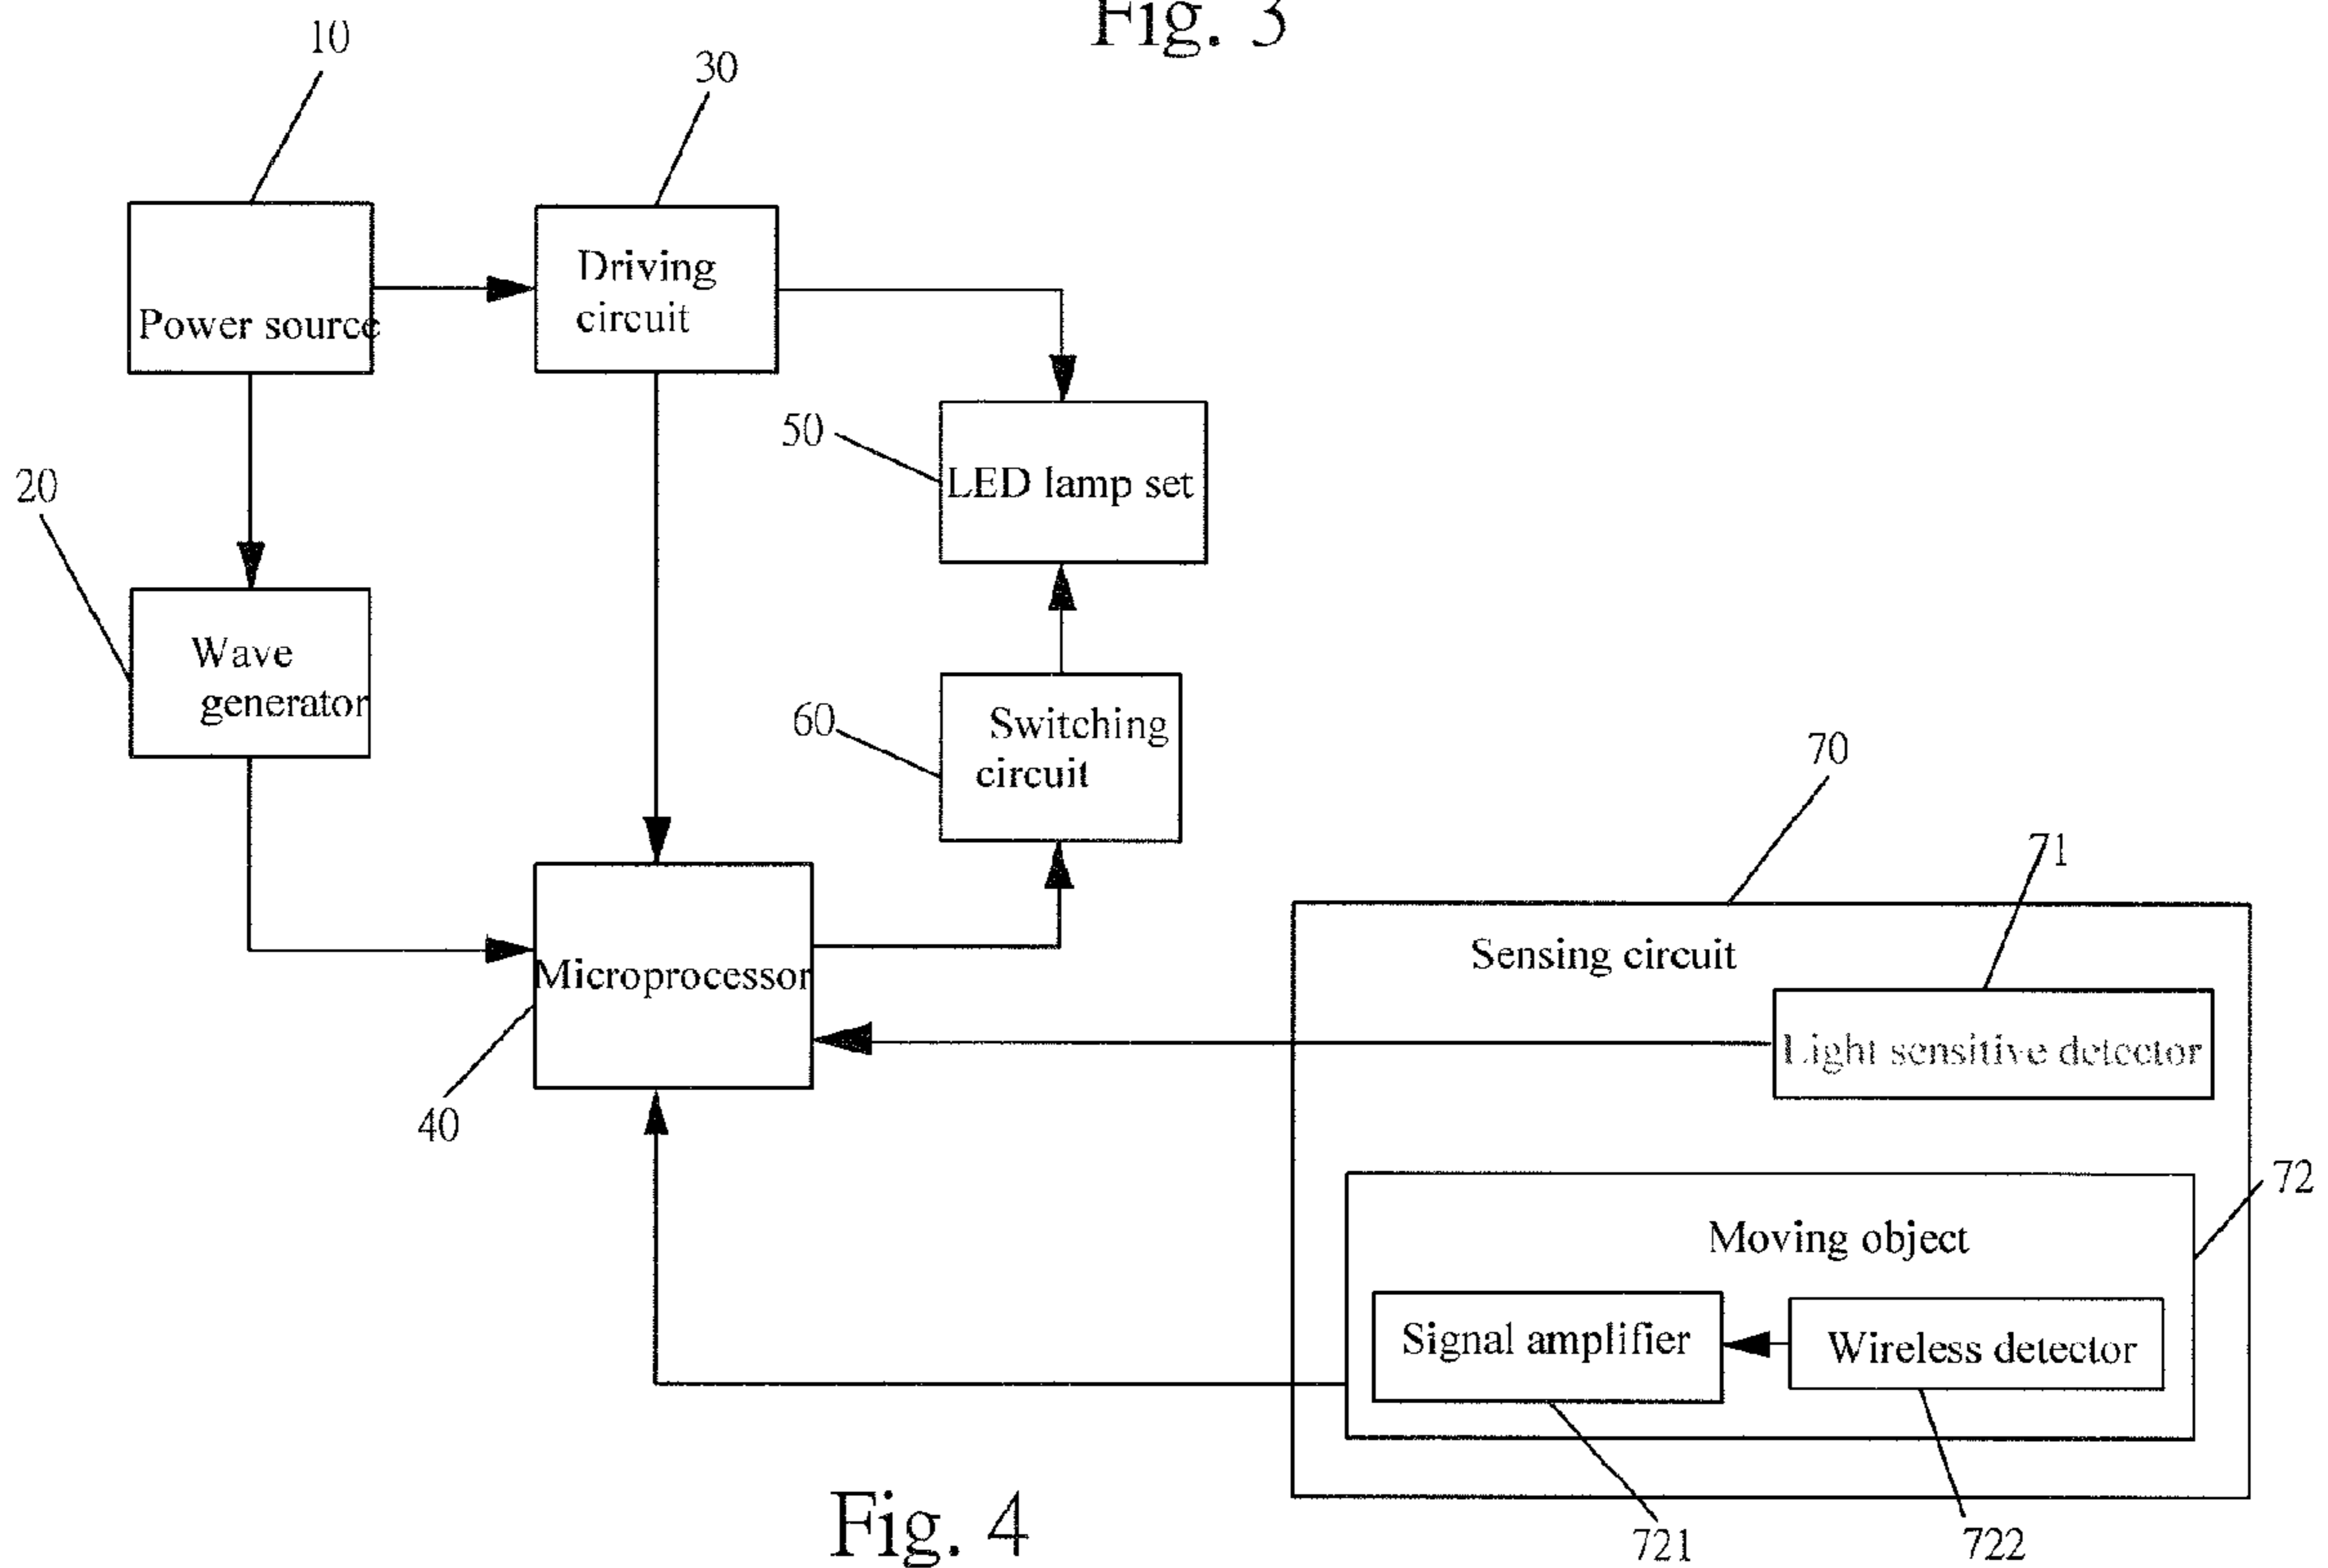 Fig. 3
10
30
Driving
circuit
Power source
50
LED lamp set
20
Wave
generator
60
Switching
circuit
70
71
Sensing circuit
Microprocessor
Light sensitive detector
40
72
Moving object
Signal amplifier
Wireless detector
721
722
Fig. 4